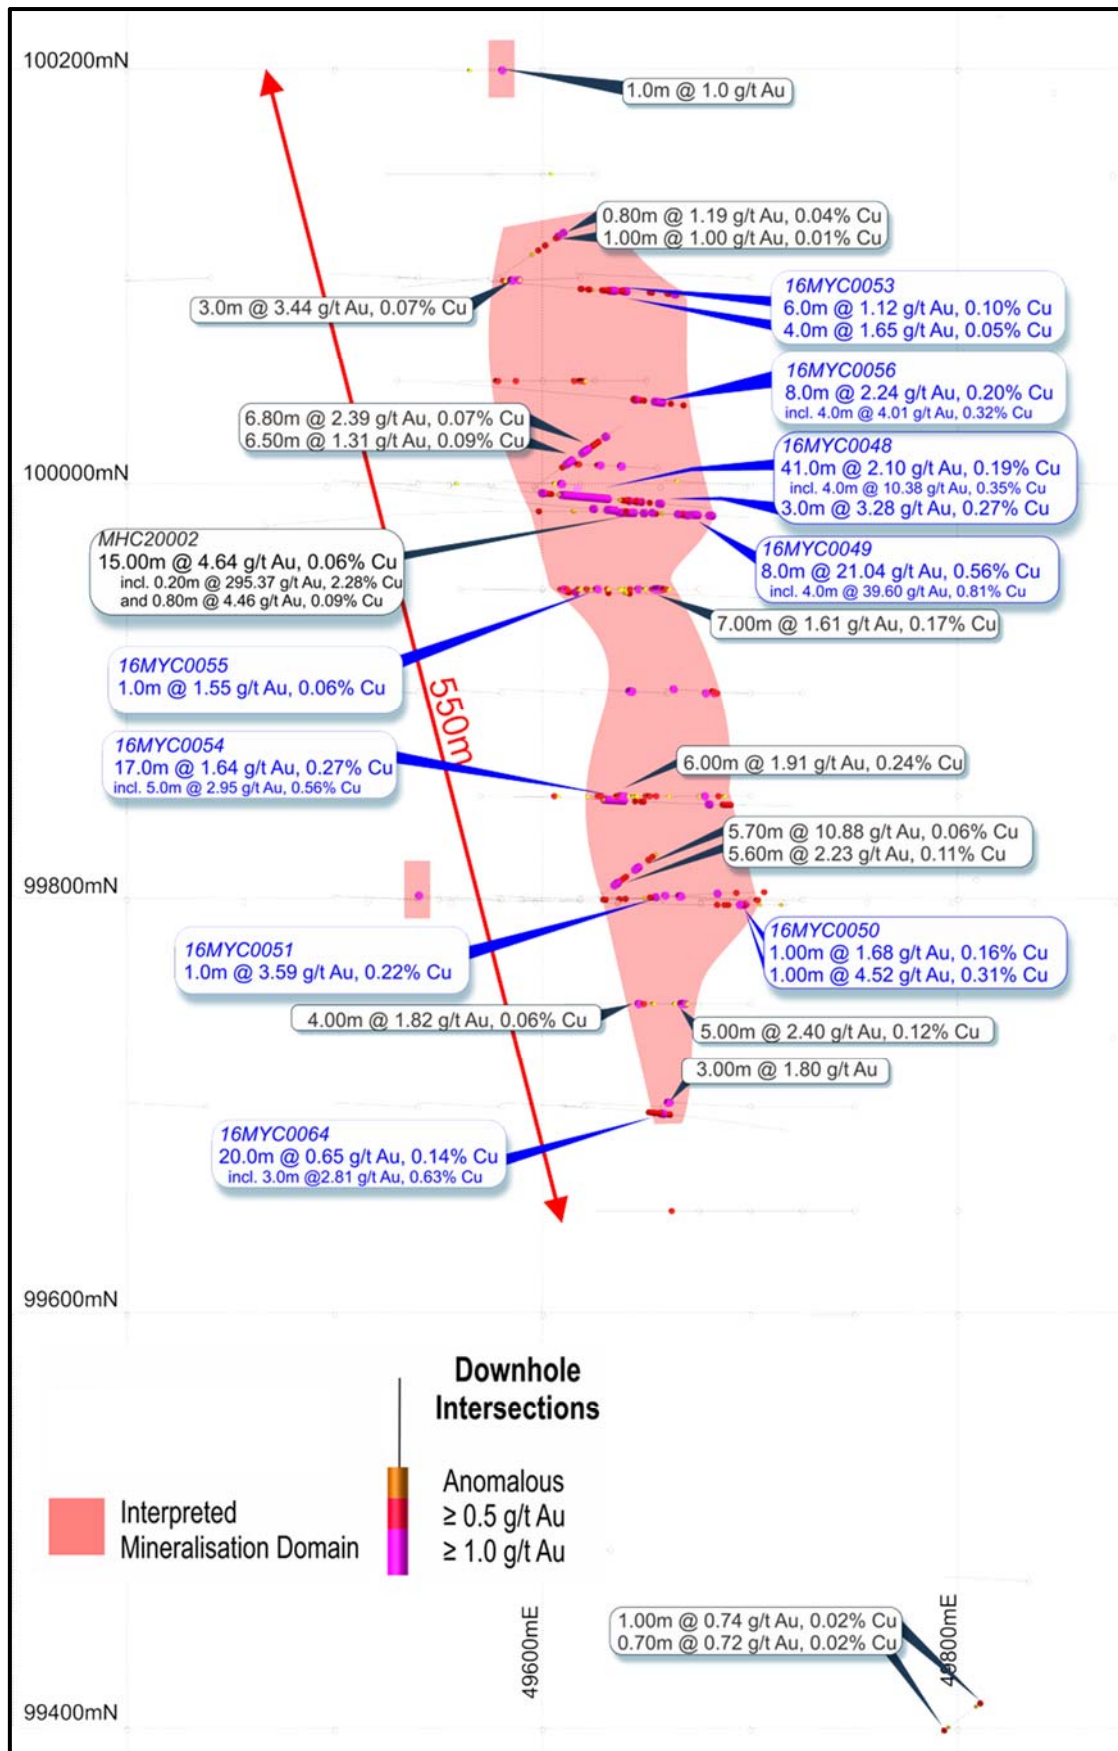 100200mN
1.0m @ 1.0 g/t Au
0.80m @ 1.19 g/t Au, 0.04% Cu
1.00m @ 1.00 g/t Au, 0.01% Cu
3.0m @ 3.44 g/t Au, 0.07% Cu
16MYC0053
6.0m @ 1.12 g/t Au, 0.10% Cu
4.0m @ 1.65 g/t Au, 0.05% Cu
16MYC0056
8.0m @ 2.24 g/t Au, 0.20% Cu
incl. 4.0m @ 4.01 g/t Au, 0.32% Cu
6.80m @ 2.39 g/t Au, 0.07% Cu
6.50m @ 1.31 g/t Au, 0.09% Cu
16MYC0048
41.0m @ 2.10 g/t Au, 0.19% Cu
incl. 4.0m @ 10.38 g/t Au, 0.35% Cu
3.0m @ 3.28 g/t Au, 0.27% Cu
100000mN
MHC20002
15.00m @ 4.64 g/t Au, 0.06% Cu
incl. 0.20m @ 295.37 g/t Au, 2.28% Cu
and 0.80m @ 4.46 g/t Au, 0.09% Cu
16MYC0049
8.0m @ 21.04 g/t Au, 0.56% Cu
incl. 4.0m @ 39.60 g/t Au, 0.81% Cu
7.00m @ 1.61 g/t Au, 0.17% Cu
16MYC0055
1.0m @ 1.55 g/t Au, 0.06% Cu
550m
16MYC0054
17.0m @ 1.64 g/t Au, 0.27% Cu
incl. 5.0m @ 2.95 g/t Au, 0.56% Cu
6.00m @ 1.91 g/t Au, 0.24% Cu
5.70m @ 10.88 g/t Au, 0.06% Cu
5.60m @ 2.23 g/t Au, 0.11% Cu
99800mN
16MYC0051
1.0m @ 3.59 g/t Au, 0.22% Cu
16MYC0050
1.00m @ 1.68 g/t Au, 0.16% Cu
1.00m @ 4.52 g/t Au, 0.31% Cu
4.00m @ 1.82 g/t Au, 0.06% Cu
5.00m @ 2.40 g/t Au, 0.12% Cu
3.00m @ 1.80 g/t Au
16MYC0064
20.0m @ 0.65 g/t Au, 0.14% Cu
incl. 3.0m @2.81 g/t Au, 0.63% Cu
99600mN
Downhole
Intersections
Anomalous
≥ 0.5 g/t Au
≥ 1.0 g/t Au
Interpreted
Mineralisation Domain
49600mE
49800mE
1.00m @ 0.74 g/t Au, 0.02% Cu
0.70m @ 0.72 g/t Au, 0.02% Cu
99400mN